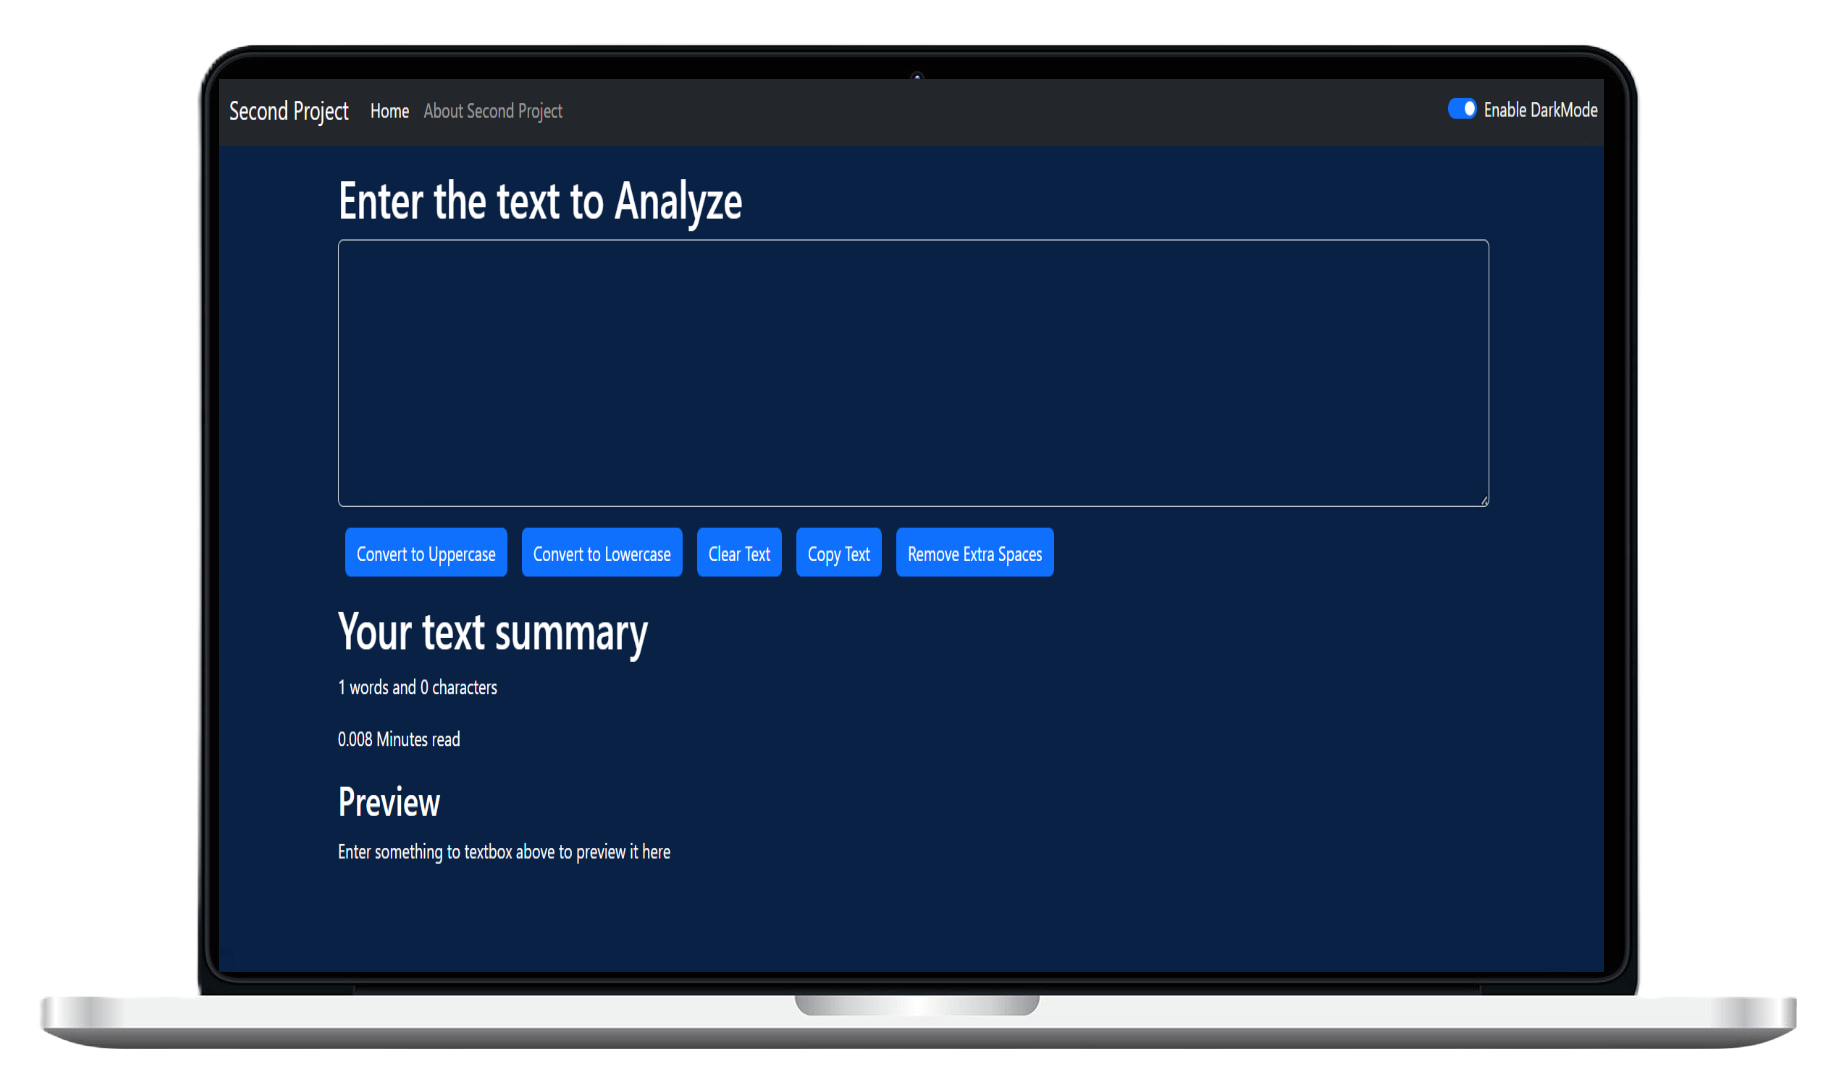 Second Project Home About Second Project Enable DarkMode
Enter the text to Analyze
Convert to Uppercase Convert to Lowercase Clear Text Copy Text Remove Extra Spaces
Your text summary
1 words and 0 characters
0.008 Minutes read
Preview
Enter something to textbox above to preview it here